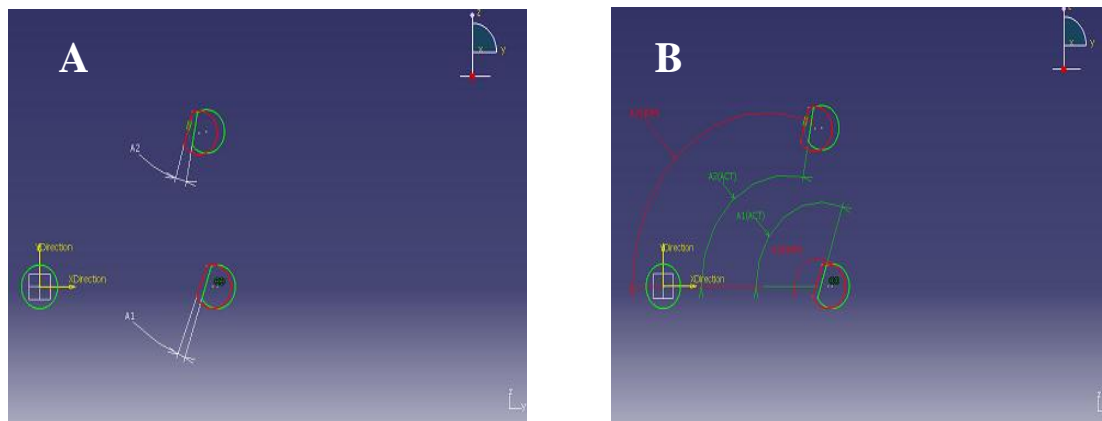 A
z
x y
A2
YDirection
XDirection
A1
z
y
B
z
x y
A2(ACT)
A1(ACT)
YDirection
XDirection
z